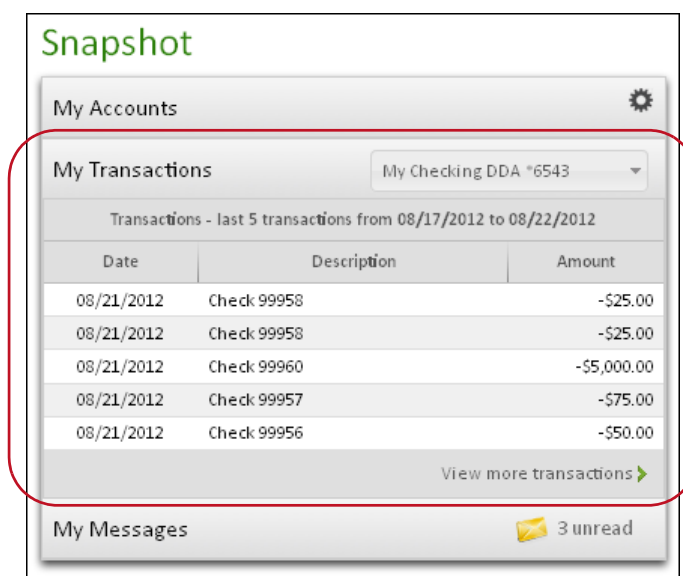 Snapshot
My Accounts
My Transactions My Checking DDA *6543
Transactions - last 5 transactions from 08/17/2012 to 08/22/2012
Date Description Amount
08/21/2012 Check 99958 -$25.00
08/21/2012 Check 99958 -$25.00
08/21/2012 Check 99960 -$5,000.00
08/21/2012 Check 99957 -$75.00
08/21/2012 Check 99956 -$50.00
View more transactions
My Messages 3 unread